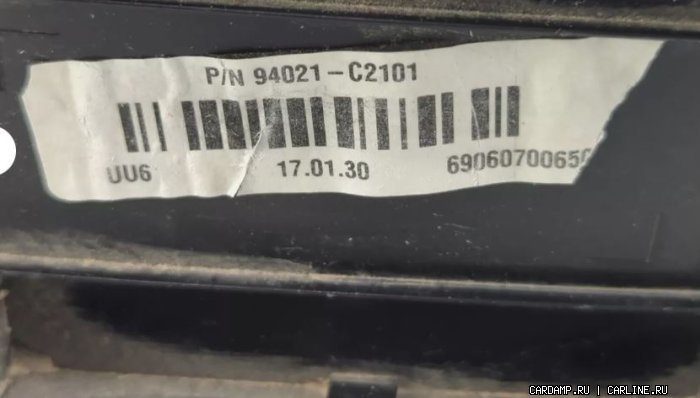 P/N 94021-C2101
UU6 17.01.30 6906070065
CARDAMP.RU | CARLINE.RU